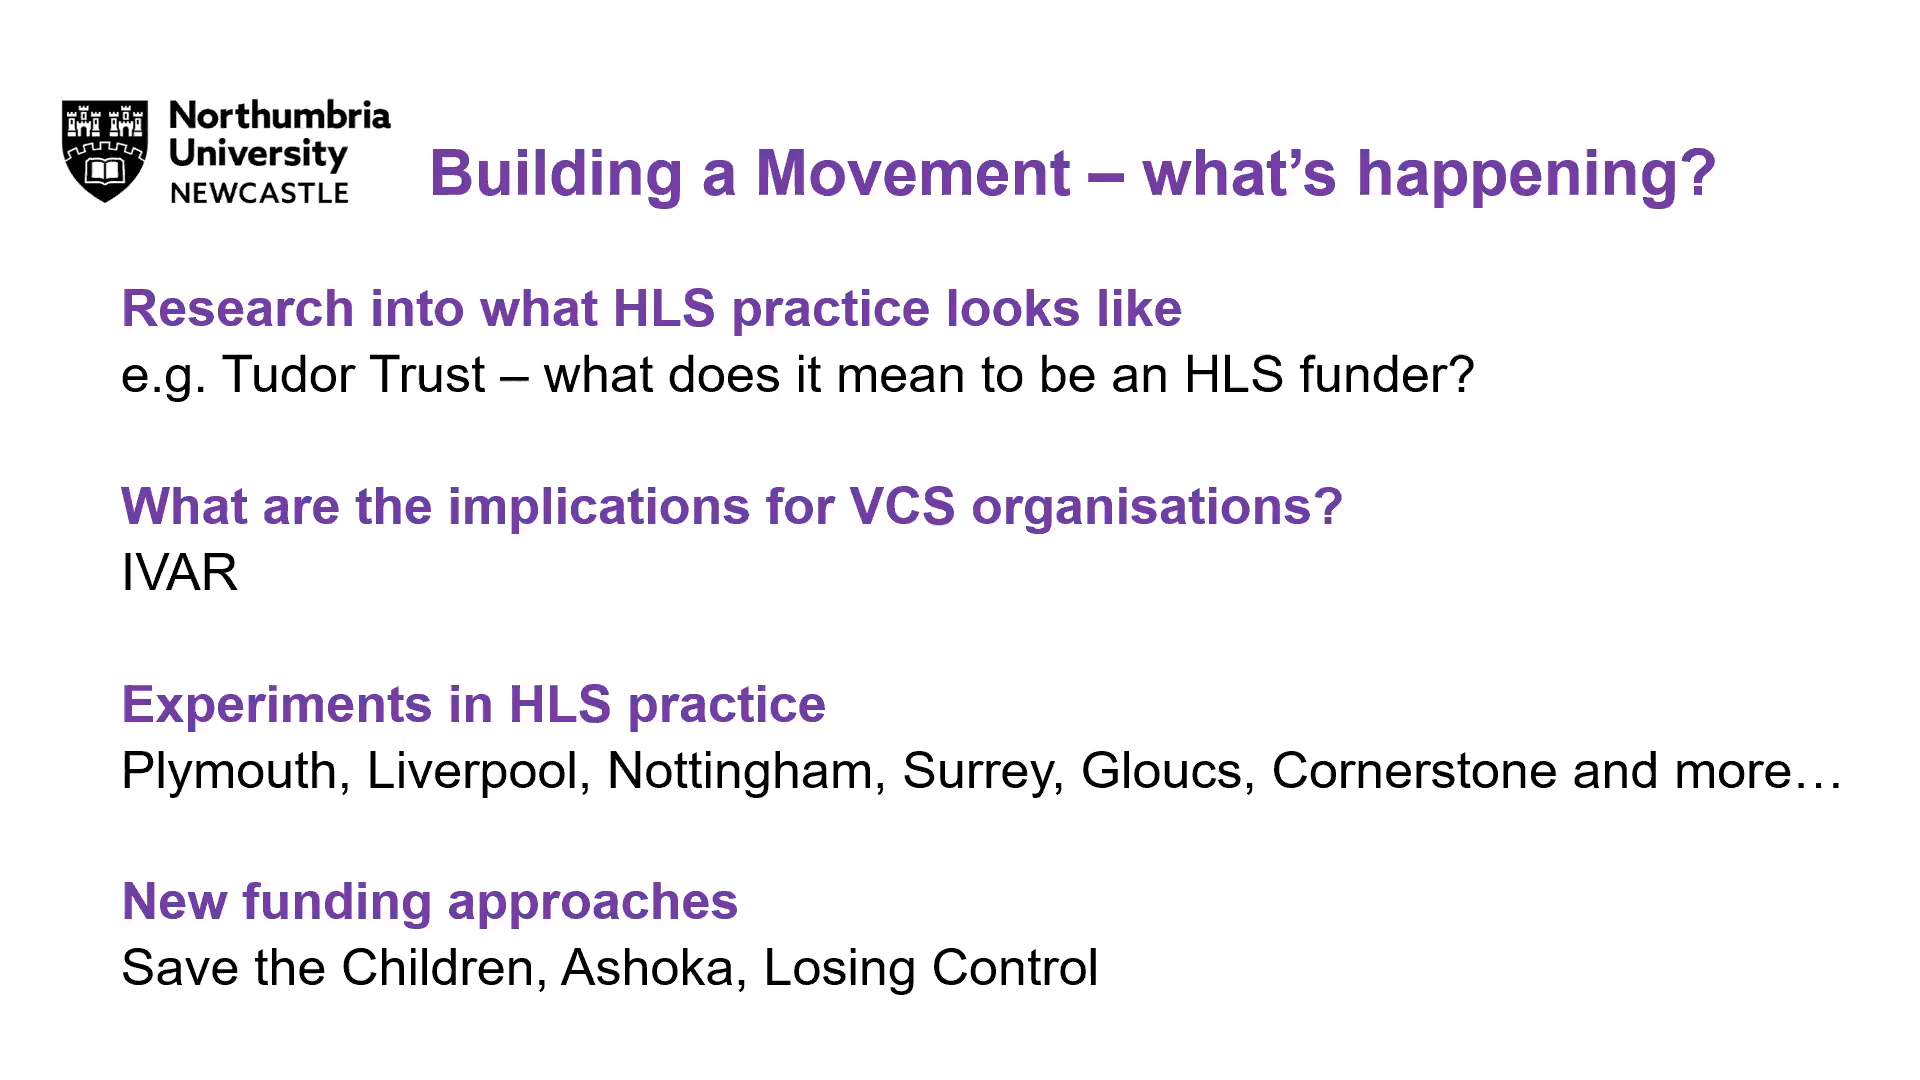 Northumbria
University
NEWCASTLE
Building a Movement – what’s happening?
Research into what HLS practice looks like
e.g. Tudor Trust – what does it mean to be an HLS funder?
What are the implications for VCS organisations?
IVAR
Experiments in HLS practice
Plymouth, Liverpool, Nottingham, Surrey, Gloucs, Cornerstone and more…
New funding approaches
Save the Children, Ashoka, Losing Control